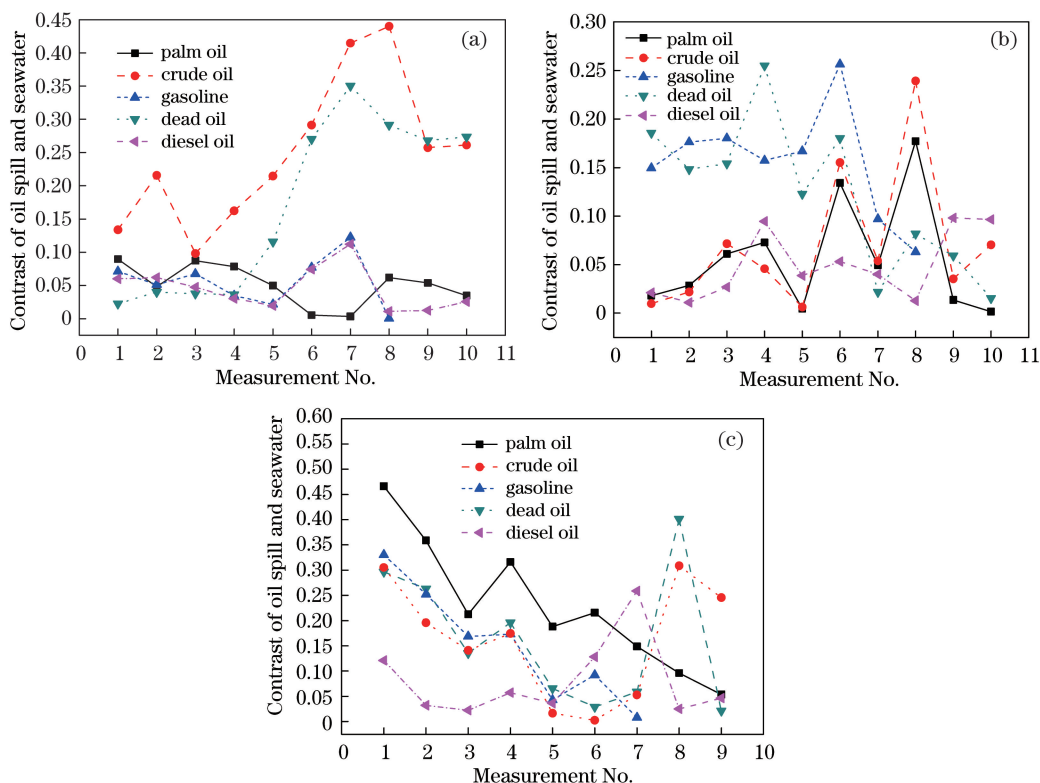 (a)
palm oil
crude oil
gasoline
dead oil
diesel oil
Contrast of oil spill and seawater
0.45
0.40
0.35
0.30
0.25
0.20
0.15
0.10
0.05
0
0 1 2 3 4 5 6 7 8 9 10 11
Measurement No.
(b)
palm oil
crude oil
gasoline
dead oil
diesel oil
Contrast of oil spill and seawater
0.30
0.25
0.20
0.15
0.10
0.05
0
0 1 2 3 4 5 6 7 8 9 10 11
Measurement No.
(c)
palm oil
crude oil
gasoline
dead oil
diesel oil
Contrast of oil spill and seawater
0.60
0.55
0.50
0.45
0.40
0.35
0.30
0.25
0.20
0.15
0.10
0.05
0
0 1 2 3 4 5 6 7 8 9 10
Measurement No.